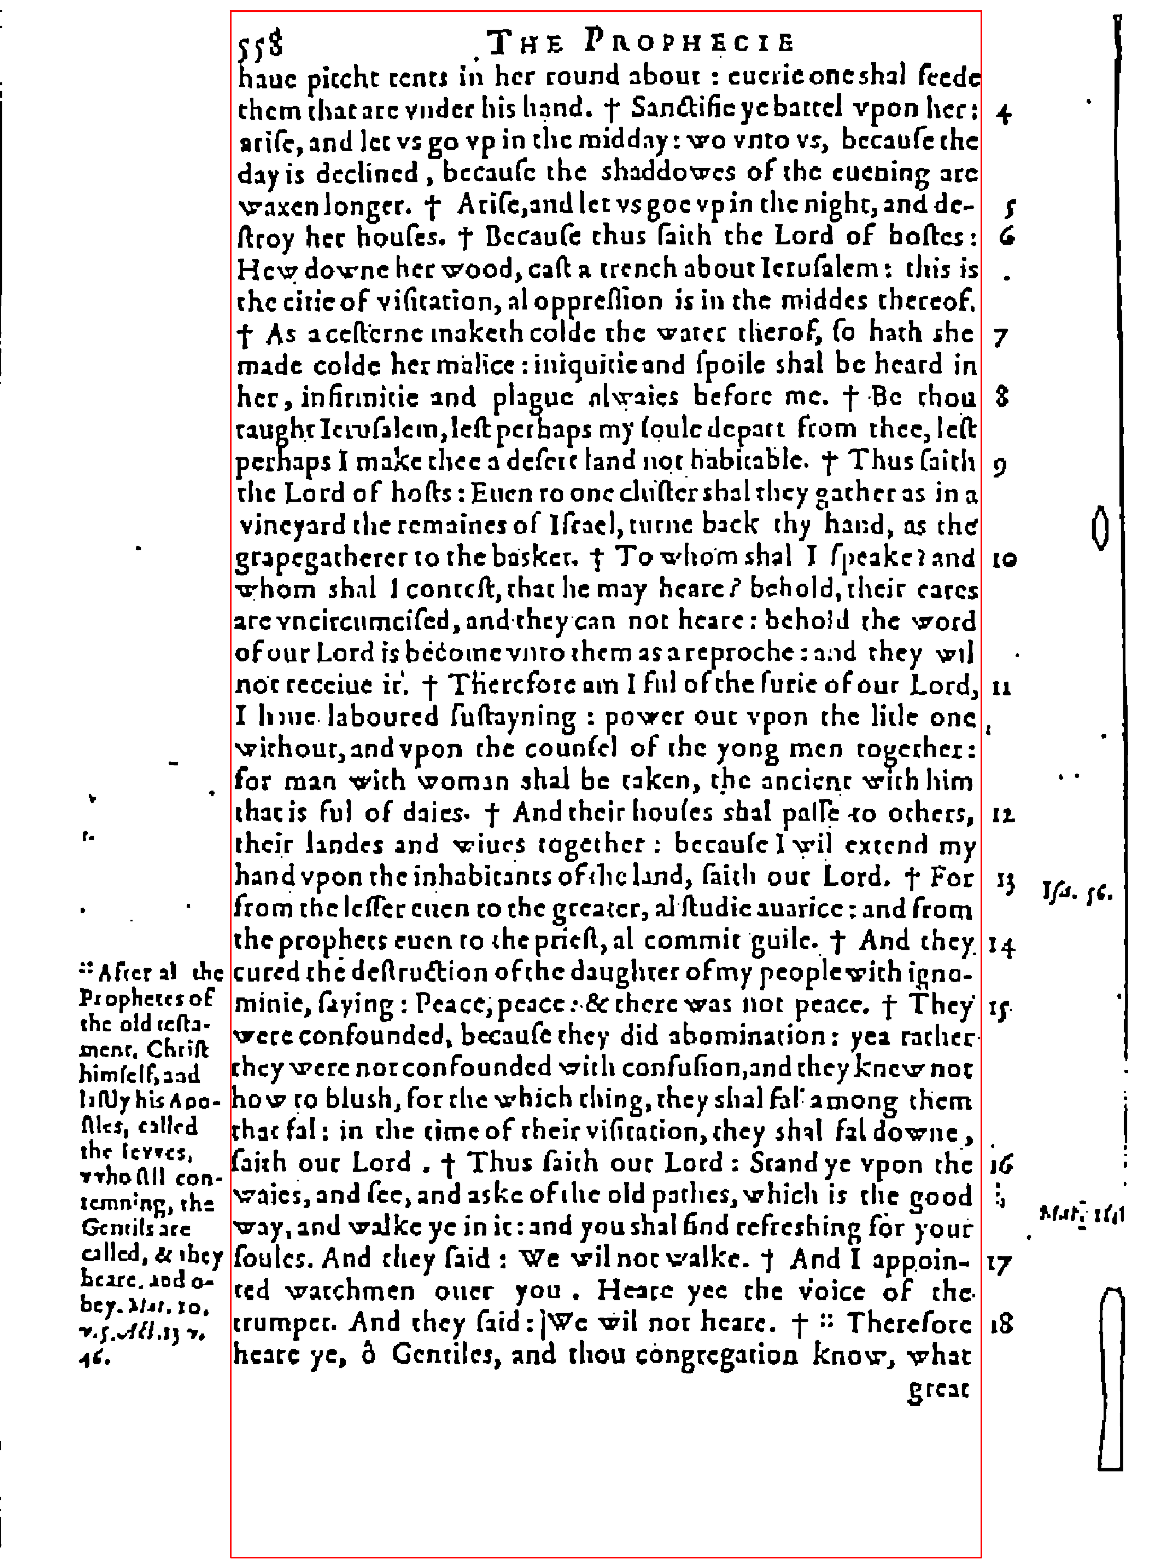 558 THE PROPHECIE
haue piccht tents in her round about : euerie one shal feede
them that are vnder his hand. † Sanctifie ye battel vpon her: 4
arise, and let vs go vp in the midday: wo vnto vs, because the
day is declined, because the shaddowes of the euening are
waxen longer. † Arise, and let vs goe vp in the night, and de- 5
stroy her houses. † Because thus saith the Lord of hostes: 6
Hew downe her wood, cast a trench about Ierusalem: this is
the citie of visitation, al oppression is in the middes thereof.
† As a cesterne maketh colde the water therof, so hath she 7
made colde her malice: iniquitie and spoile shal be heard in
her, infirmitie and plague alwaies before me. † Be thou 8
taught Ierusalem, lest perhaps my soule depart from thee, lest
perhaps I make thee a desert land not habitable. † Thus saith 9
the Lord of hosts: Euen to one cluster shal they gather as in a
vineyard the remaines of Israel, turne back thy hand, as the
grapegatherer to the basket. † To whom shal I speake? and 10
whom shal I contest, that he may heare? behold, their eares
are vncircumcised, and they can not heare: behold the word
of our Lord is become vnto them as a reproche: and they wil
not receiue it. † Therefore am I ful of the furie of our Lord, 11
I haue laboured sustayning : power out vpon the litle one
without, and vpon the counsel of the yong men together:
for man with woman shal be taken, the ancient with him
that is ful of daies. † And their houses shal passe to others, 12
their landes and wiues together: because I wil extend my
hand vpon the inhabitants of the land, saith our Lord. † For 13 Isa. 56.
from the lesser euen to the greater, al studie auarice: and from
the prophets euen to the priest, al commit guile. † And they 14
cured the destruction of the daughter of my people with igno-
minie, saying: Peace, peace: & there was not peace. † They 15
were confounded, because they did abomination: yea rather
they were not confounded with confusion, and they knew not
how to blush, for the which thing, they shal fal among them
that fal: in the time of their visitation, they shal fal downe,
saith our Lord. † Thus saith our Lord: Stand ye vpon the 16
waies, and see, and aske of the old pathes, which is the good
way, and walke ye in it: and you shal find refreshing for your Mat. 11
soules. And they said: We wil not walke. † And I appoin- 17
ted watchmen ouer you. Heare yee the voice of the
trumpet. And they said: We wil not heare. † :: Therefore 18
heare ye, ô Gentiles, and thou congregation know, what
great
:: After al the
Prophetes of
the old testa-
ment, Christ
himself, and
lastly his Apo-
stles, called
the Iewes,
vvho stil con-
temning, the
Gentils are
called, & they
heare, and o-
bey. Mat. 10.
v. 5. Act. 13 v.
46.